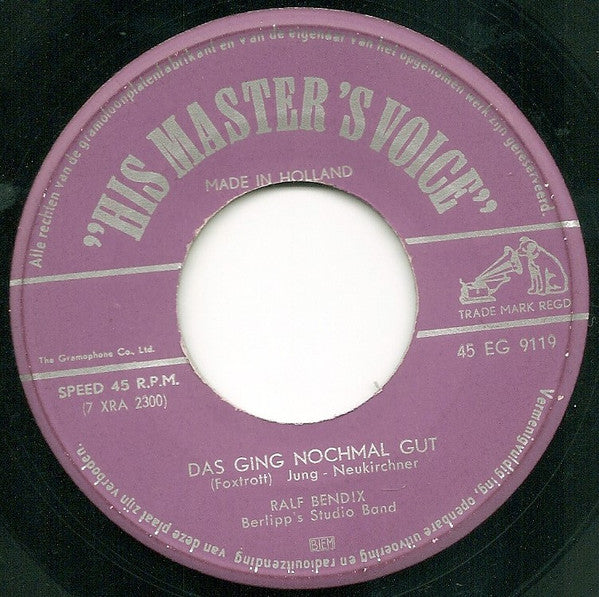 Alle rechten van de gramofoonplatenfabrikant en van de eigenaar van het opgenomen werk zijn gereserveerd.
"HIS MASTER'S VOICE"
MADE IN HOLLAND
TRADE MARK REGD
The Gramophone Co., Ltd.
45 EG 9119
SPEED 45 R.P.M.
(7 XRA 2300)
DAS GING NOCHMAL GUT
(Foxtrott) Jung - Neukirchner
RALF BENDIX
Bertipp's Studio Band
BIEM
Vermenigvuldiging, openbare uitvoering en radiouitzending van deze plaat zijn verboden.